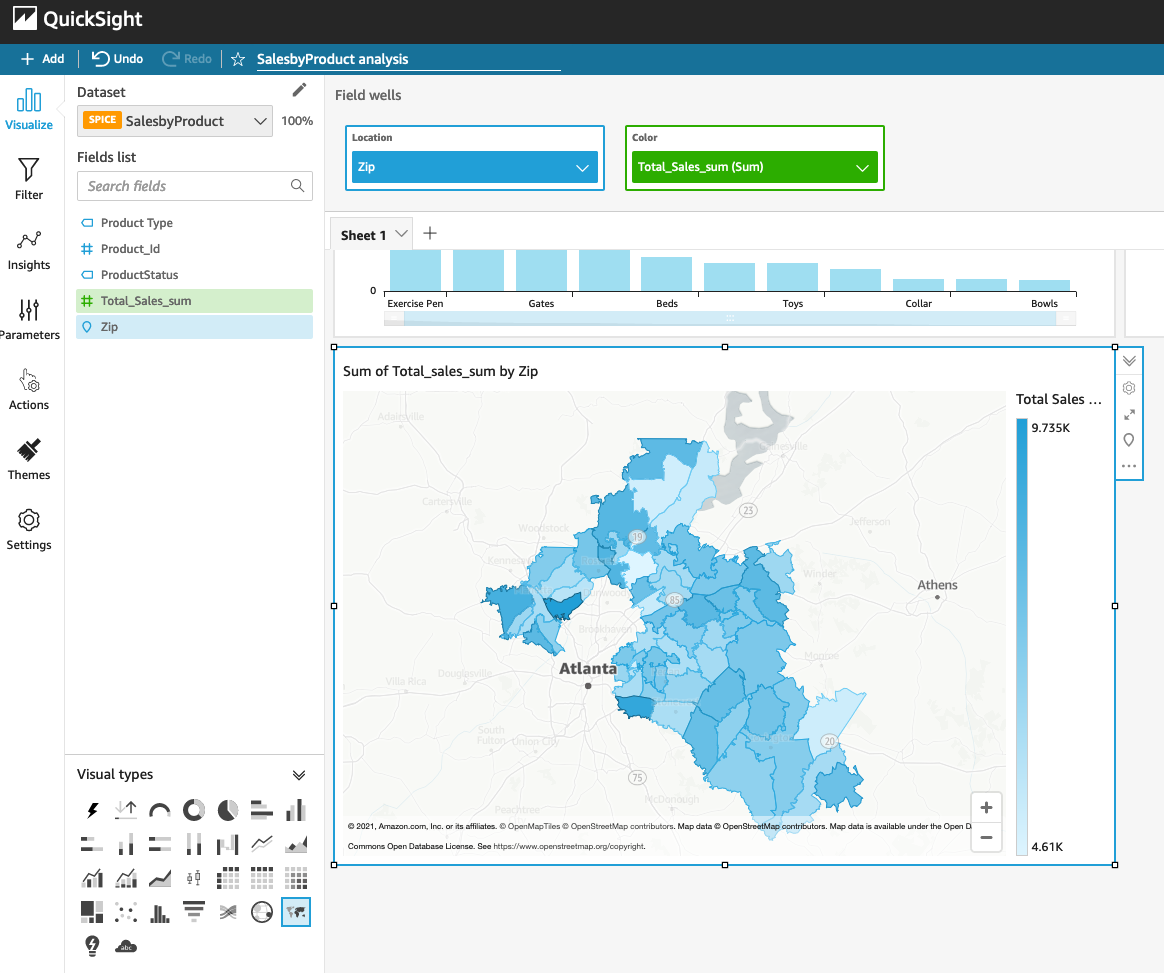 QuickSight
Add
Undo
Redo
SalesbyProduct analysis
Visualize
Filter
Insights
Parameters
Actions
Themes
Settings
Dataset
SPICE SalesbyProduct
100%
Fields list
Search fields
Product Type
Product_Id
ProductStatus
Total_Sales_sum
Zip
Visual types
abc
Field wells
Location
Zip
Color
Total_Sales_sum (Sum)
Sheet 1
0
Exercise Pen Gates Beds Toys Collar Bowls
Sum of Total_sales_sum by Zip
Adairsville
Cartersville
Woodstock
23
Jefferson
19
Winder
Athens
85
Brookhaven
Atlanta
Douglasville
Villa Rica
Monroe
South
Fulton
Union City
20
75
McDonough
Peachtree
© 2021, Amazon.com, Inc. or its affiliates. © OpenMapTiles © OpenStreetMap contributors. Map data © OpenStreetMap contributors. Map data is available under the Open D
Commons Open Database License. See https://www.openstreetmap.org/copyright.
Total Sales ...
9.735K
4.61K